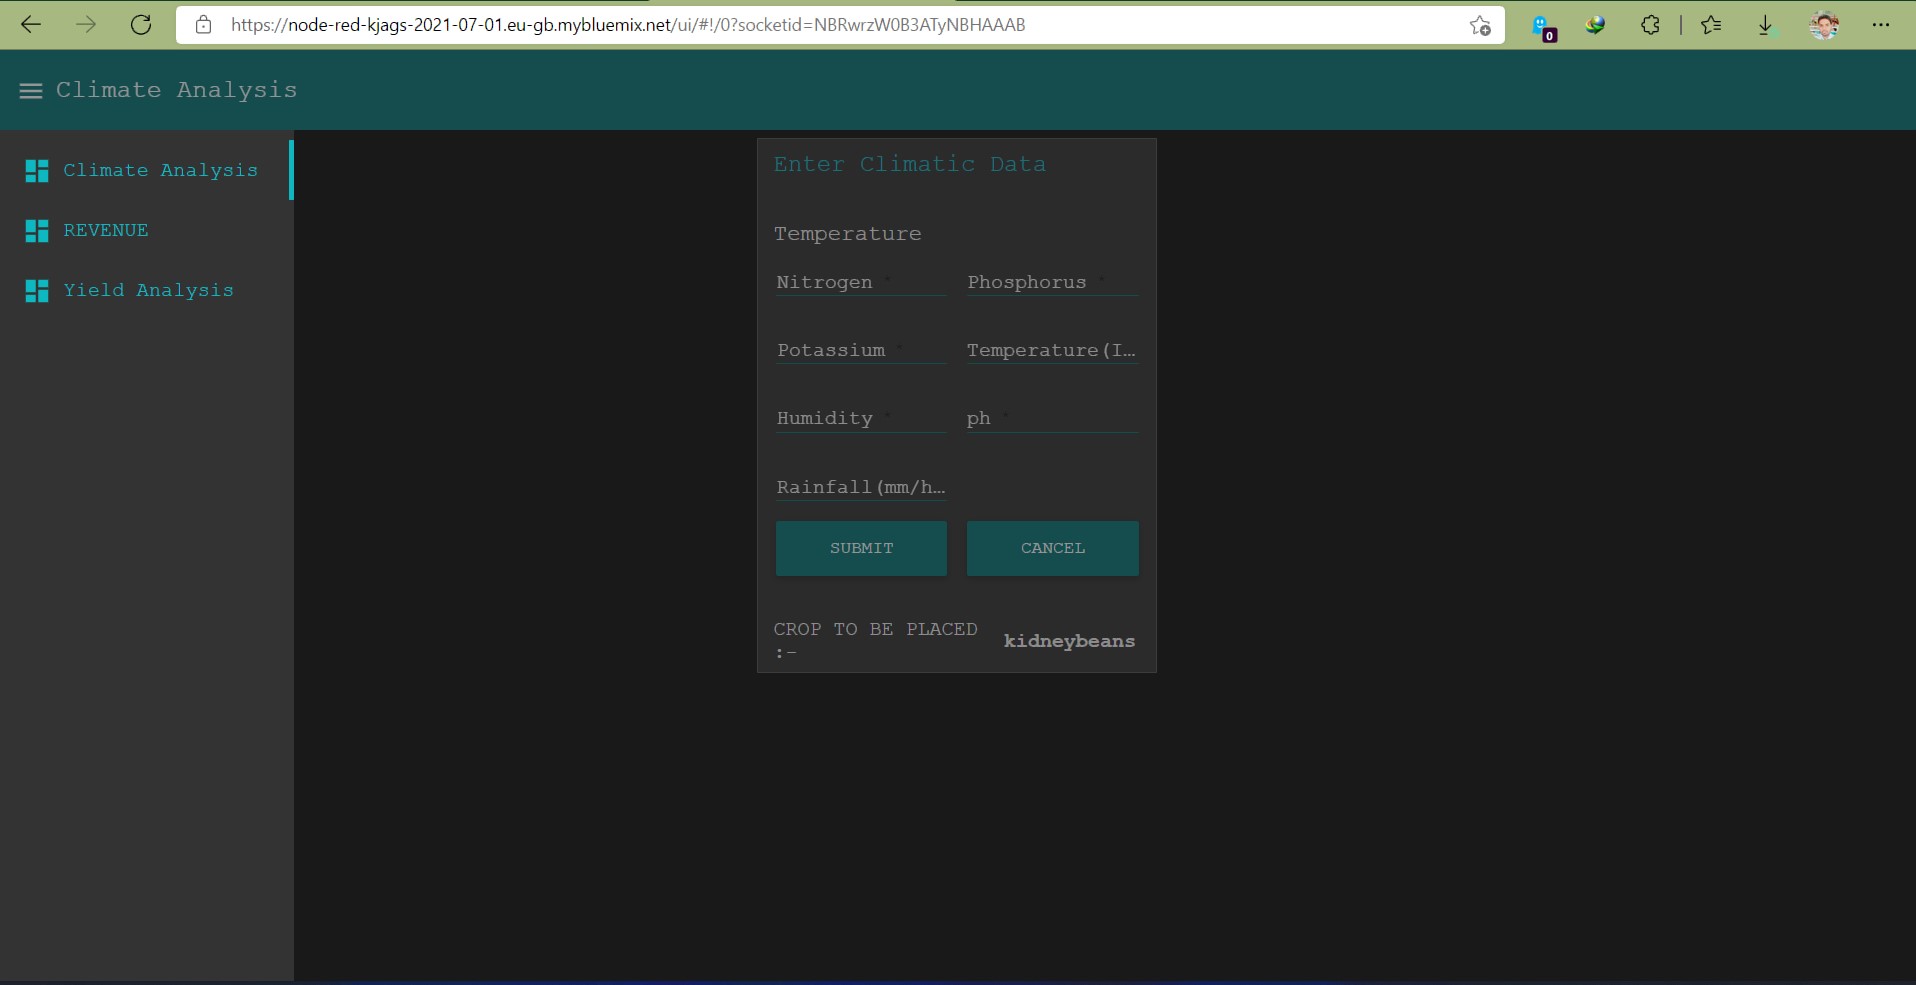 https://node-red-kjags-2021-07-01.eu-gb.mybluemix.net/ui/#!/0?socketid=NBRwrzW0B3ATyNBHAAAB
0
Climate Analysis
Climate Analysis
REVENUE
Yield Analysis
Enter Climatic Data
Temperature
Nitrogen * Phosphorus *
Potassium * Temperature(I…
Humidity * ph *
Rainfall(mm/h…
SUBMIT CANCEL
CROP TO BE PLACED
:-
kidneybeans